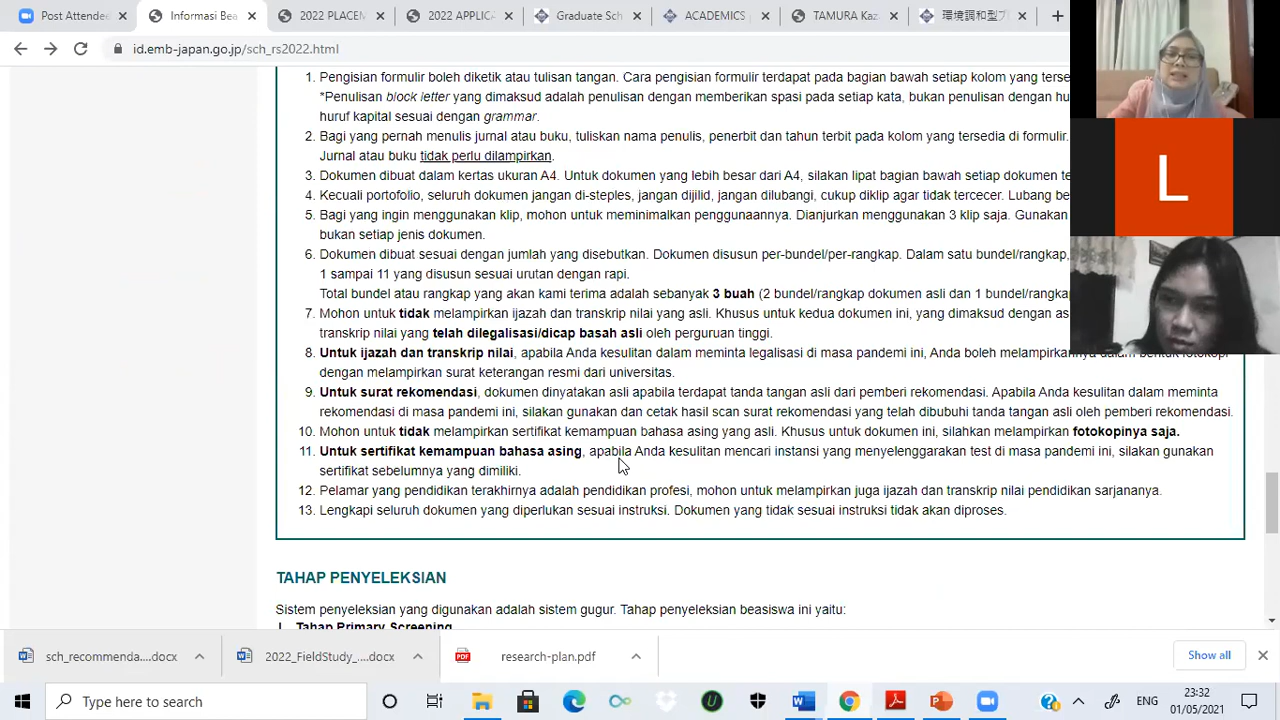 Post Attende
Informasi Bea
2022 PLACEM
2022 APPLICA
Graduate Sch
ACADEMICS
TAMURA Kaz
環境調和型プ
id.emb-japan.go.jp/sch_rs2022.html
1. Pengisian formulir boleh diketik atau tulisan tangan. Cara pengisian formulir terdapat pada bagian bawah setiap kolom yang terse
*Penulisan block letter yang dimaksud adalah penulisan dengan memberikan spasi pada setiap kata, bukan penulisan dengan h
huruf kapital sesuai dengan grammar.
2. Bagi yang pernah menulis jurnal atau buku, tuliskan nama penulis, penerbit dan tahun terbit pada kolom yang tersedia di formulir.
Jurnal atau buku tidak perlu dilampirkan.
3. Dokumen dibuat dalam kertas ukuran A4. Untuk dokumen yang lebih besar dari A4, silakan lipat bagian bawah setiap dokumen te
4. Kecuali portofolio, seluruh dokumen jangan di-steples, jangan dijilid, jangan dilubangi, cukup diklip agar tidak tercecer. Lubang be
5. Bagi yang ingin menggunakan klip, mohon untuk meminimalkan penggunaannya. Dianjurkan menggunakan 3 klip saja. Gunakan
bukan setiap jenis dokumen.
6. Dokumen dibuat sesuai dengan jumlah yang disebutkan. Dokumen disusun per-bundel/per-rangkap. Dalam satu bundel/rangkap,
1 sampai 11 yang disusun sesuai urutan dengan rapi.
Total bundel atau rangkap yang akan kami terima adalah sebanyak 3 buah (2 bundel/rangkap dokumen asli dan 1 bundel/rangka
7. Mohon untuk tidak melampirkan ijazah dan transkrip nilai yang asli. Khusus untuk kedua dokumen ini, yang dimaksud dengan as
transkrip nilai yang telah dilegalisasi/dicap basah asli oleh perguruan tinggi.
8. Untuk ijazah dan transkrip nilai, apabila Anda kesulitan dalam meminta legalisasi di masa pandemi ini, Anda boleh melampirkannya dalam bentuk fotokopi
dengan melampirkan surat keterangan resmi dari universitas.
9. Untuk surat rekomendasi, dokumen dinyatakan asli apabila terdapat tanda tangan asli dari pemberi rekomendasi. Apabila Anda kesulitan dalam meminta
rekomendasi di masa pandemi ini, silakan gunakan dan cetak hasil scan surat rekomendasi yang telah dibubuhi tanda tangan asli oleh pemberi rekomendasi.
10. Mohon untuk tidak melampirkan sertifikat kemampuan bahasa asing yang asli. Khusus untuk dokumen ini, silahkan melampirkan fotokopinya saja.
11. Untuk sertifikat kemampuan bahasa asing, apabila Anda kesulitan mencari instansi yang menyelenggarakan test di masa pandemi ini, silakan gunakan
sertifikat sebelumnya yang dimiliki.
12. Pelamar yang pendidikan terakhirnya adalah pendidikan profesi, mohon untuk melampirkan juga ijazah dan transkrip nilai pendidikan sarjananya.
13. Lengkapi seluruh dokumen yang diperlukan sesuai instruksi. Dokumen yang tidak sesuai instruksi tidak akan diproses.
TAHAP PENYELEKSIAN
Sistem penyeleksian yang digunakan adalah sistem gugur. Tahap penyeleksian beasiswa ini yaitu:
I. Tahap Primary Screening
L
sch_recommenda....docx
2022_FieldStudy_....docx
research-plan.pdf
Show all
Type here to search
ENG
23:32
01/05/2021